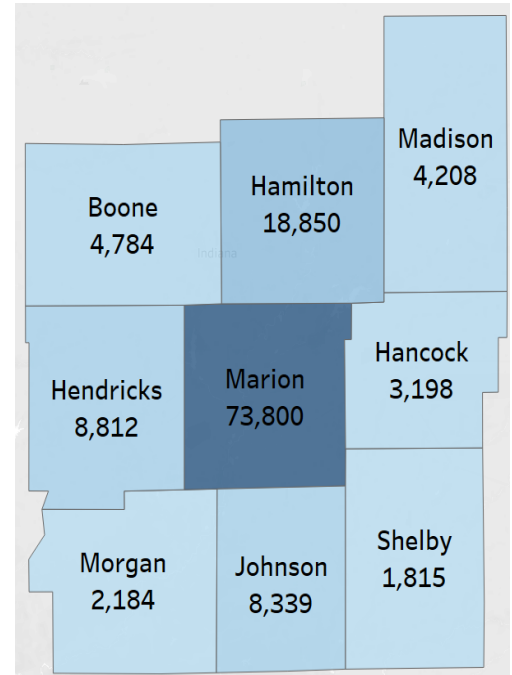 Madison
4,208
Hamilton
18,850
Boone
4,784
Indiana
Hancock
3,198
Marion
73,800
Hendricks
8,812
Shelby
1,815
Morgan
2,184
Johnson
8,339